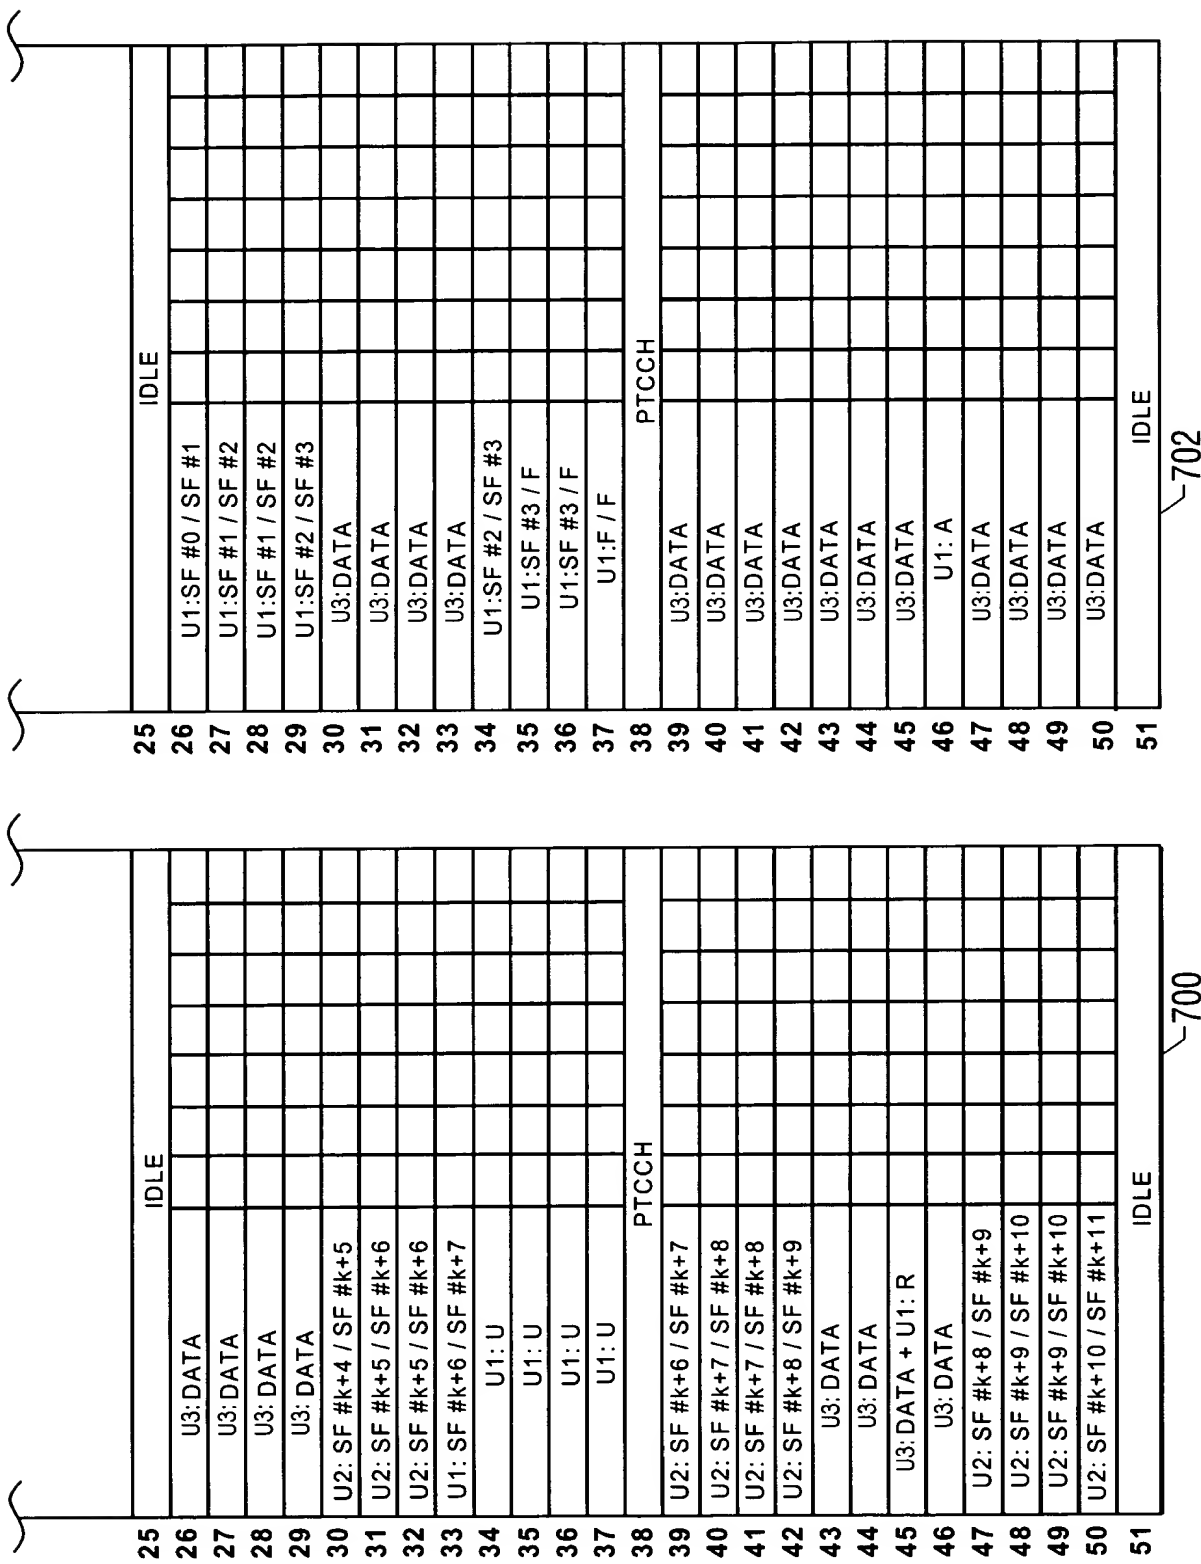 25 IDLE
26 U3: DATA
27 U3: DATA
28 U3: DATA
29 U3: DATA
30 U2: SF #k+4 / SF #k+5
31 U2: SF #k+5 / SF #k+6
32 U2: SF #k+5 / SF #k+6
33 U1: SF #k+6 / SF #k+7
34 U1: U
35 U1: U
36 U1: U
37 U1: U
38 PTCCH
39 U2: SF #k+6 / SF #k+7
40 U2: SF #k+7 / SF #k+8
41 U2: SF #k+7 / SF #k+8
42 U2: SF #k+8 / SF #k+9
43 U3: DATA
44 U3: DATA
45 U3: DATA + U1: R
46 U3: DATA
47 U2: SF #k+8 / SF #k+9
48 U2: SF #k+9 / SF #k+10
49 U2: SF #k+9 / SF #k+10
50 U2: SF #k+10 / SF #k+11
51 IDLE
700
25 IDLE
26 U1:SF #0 / SF #1
27 U1:SF #1 / SF #2
28 U1:SF #1 / SF #2
29 U1:SF #2 / SF #3
30 U3:DATA
31 U3:DATA
32 U3:DATA
33 U3:DATA
34 U1:SF #2 / SF #3
35 U1:SF #3 / F
36 U1:SF #3 / F
37 U1:F / F
38 PTCCH
39 U3:DATA
40 U3:DATA
41 U3:DATA
42 U3:DATA
43 U3:DATA
44 U3:DATA
45 U3:DATA
46 U1: A
47 U3:DATA
48 U3:DATA
49 U3:DATA
50 U3:DATA
51 IDLE
702